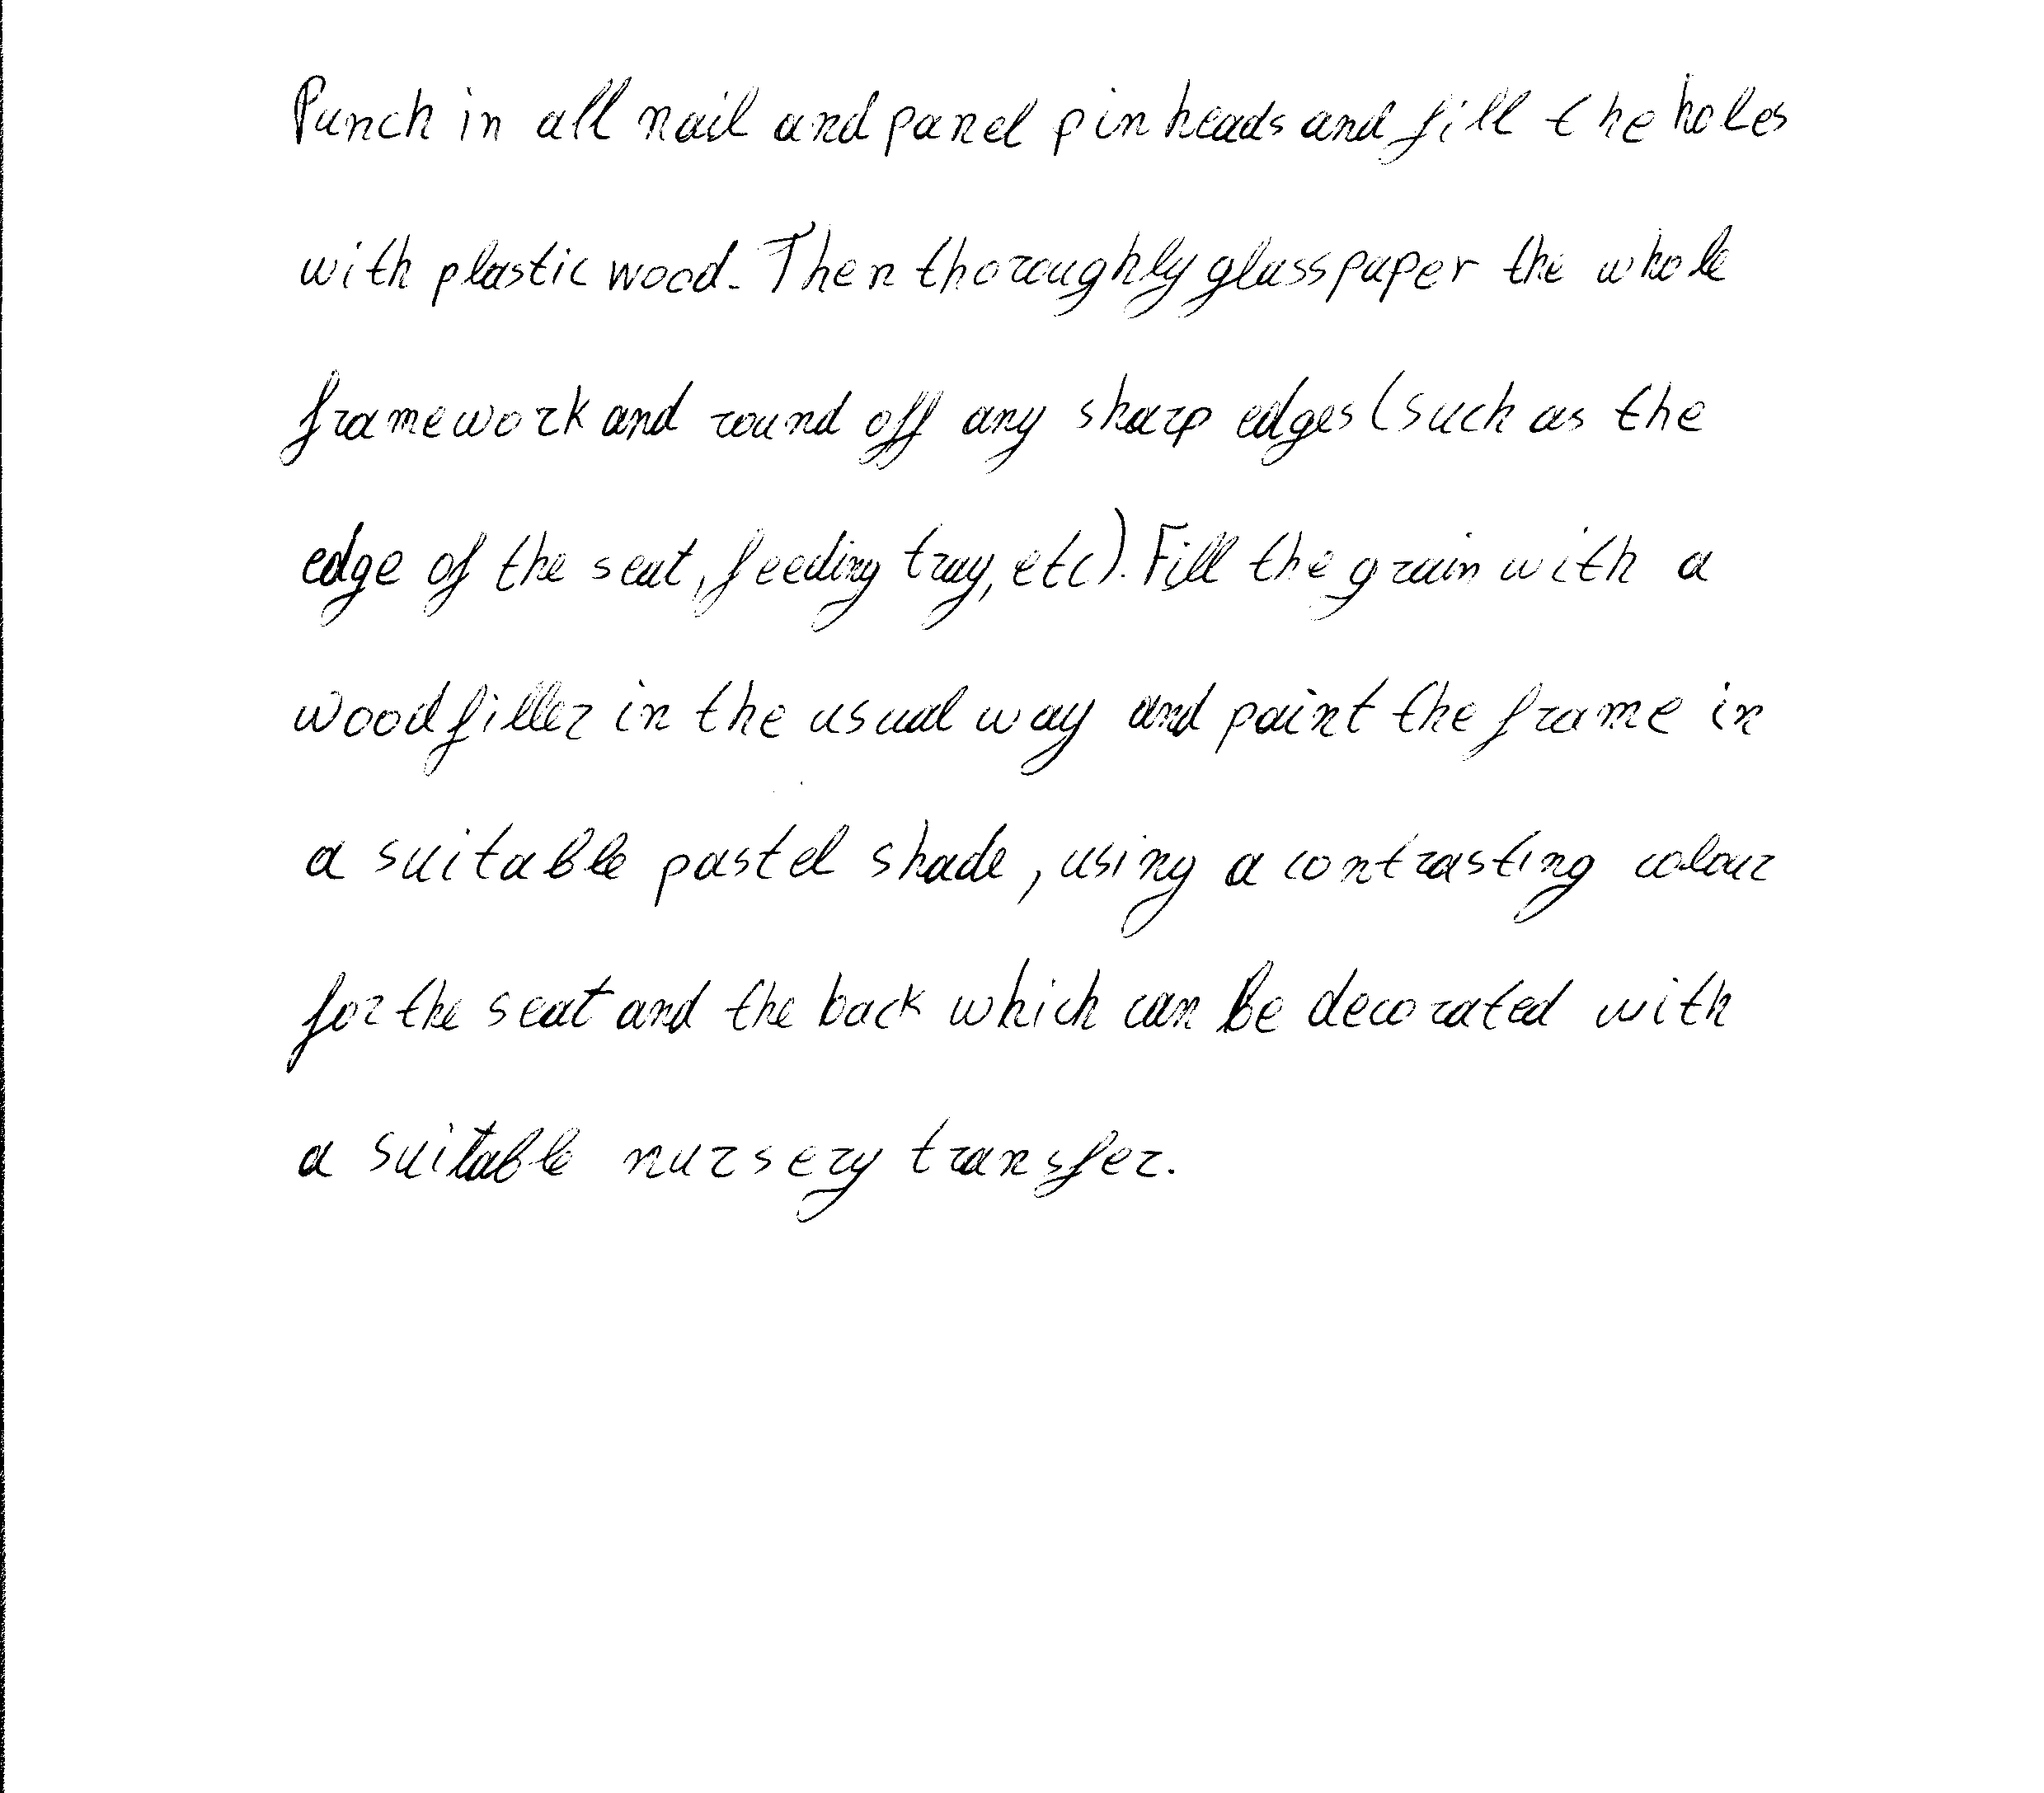 Punch in all nail and panel pin heads and fill the holes
with plastic wood. Then thoroughly glasspaper the whole
framework and round off any sharp edges (such as the
edge of the seat, feeding tray, etc). Fill the grain with a
wood filler in the usual way and paint the frame in
a suitable pastel shade, using a contrasting colour
for the seat and the back which can be decorated with
a suitable nursery transfer.